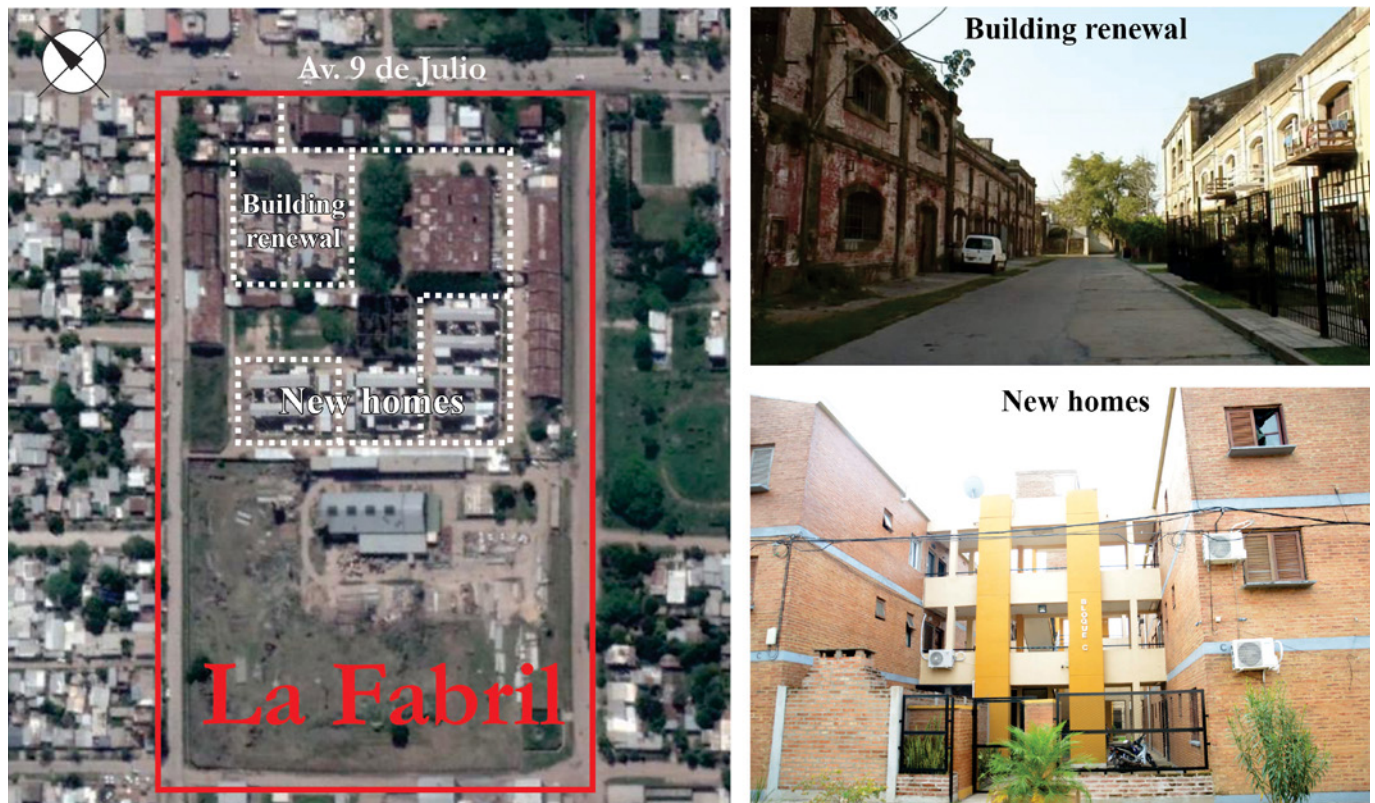 Av. 9 de Julio
Building
renewal
New homes
La Fabril
Building renewal
New homes
BLOQUE C